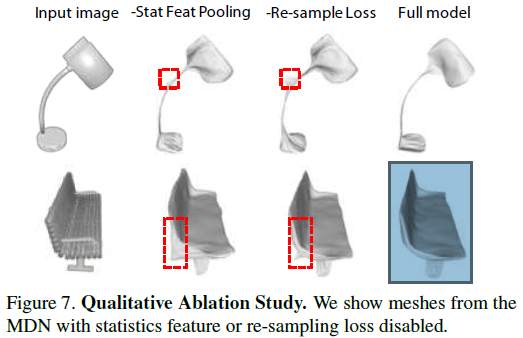 Input image -Stat Feat Pooling -Re-sample Loss Full model
Figure 7. Qualitative Ablation Study. We show meshes from the
MDN with statistics feature or re-sampling loss disabled.